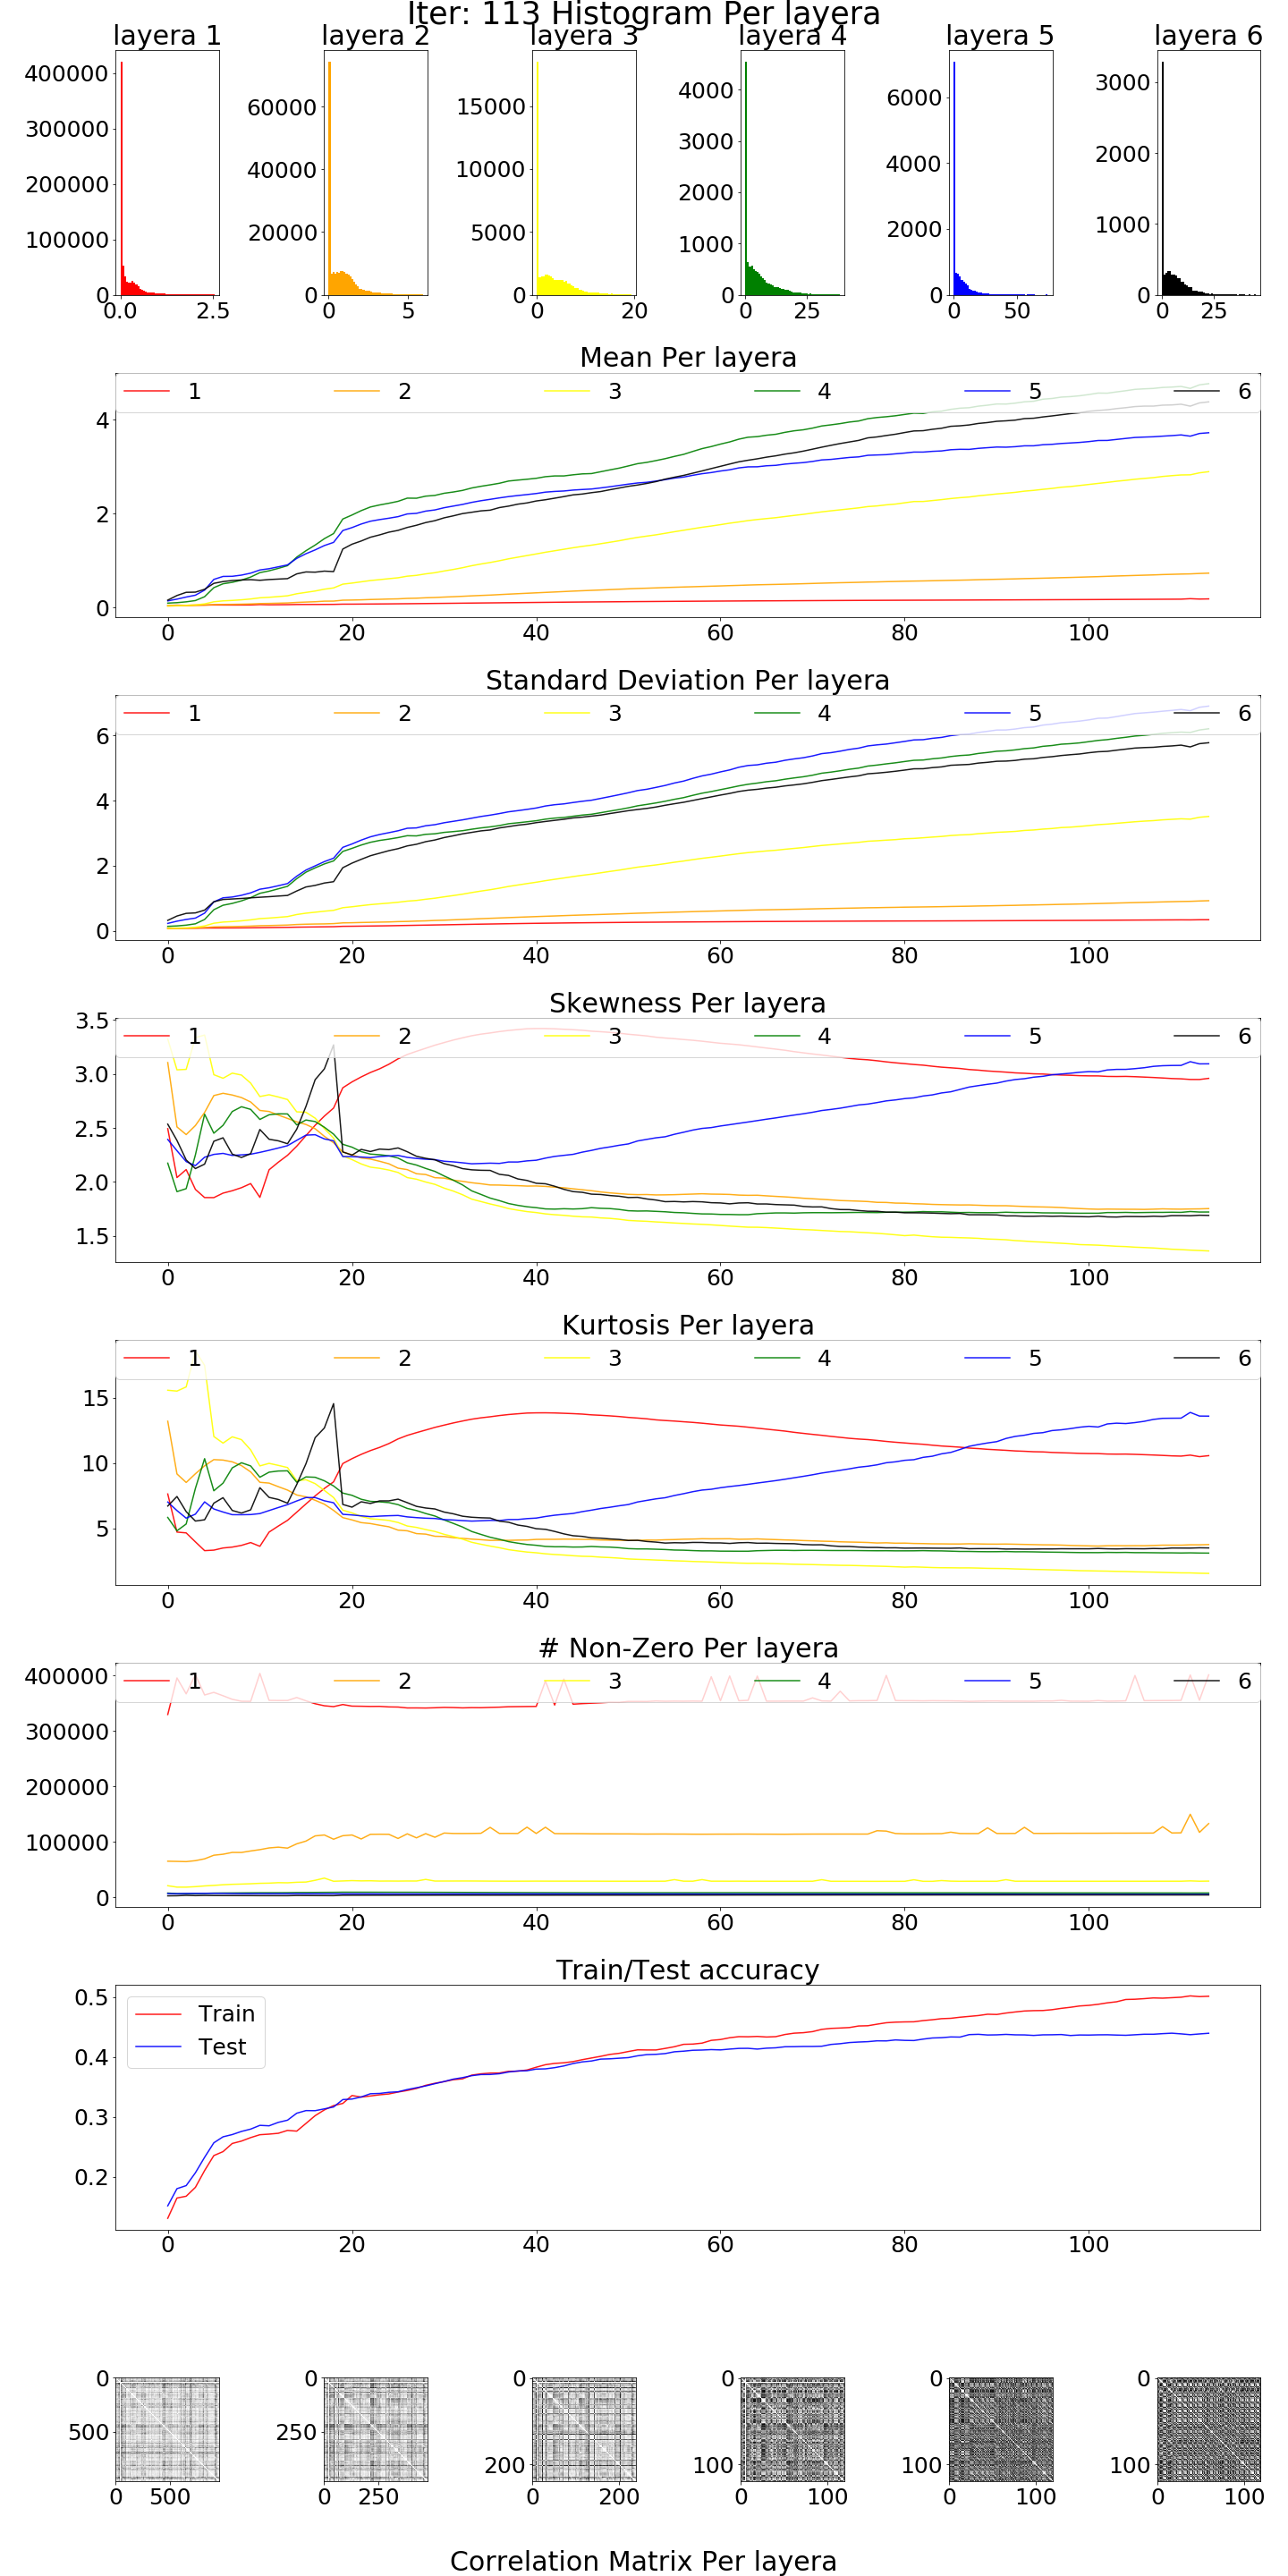 Iter: 113 Histogram Per layera
layera 1 layera 2 layera 3 layera 4 layera 5 layera 6
400000 300000 200000 100000 0
0.0 2.5
60000 40000 20000 0
0 5
15000 10000 5000 0
0 20
4000 3000 2000 1000 0
0 25
6000 4000 2000 0
0 50
3000 2000 1000 0
0 25
Mean Per layera
1 2 3 4 5 6
4
2
0
0 20 40 60 80 100
Standard Deviation Per layera
1 2 3 4 5 6
6
4
2
0
0 20 40 60 80 100
Skewness Per layera
3.5
1 2 3 4 5 6
3.0
2.5
2.0
1.5
0 20 40 60 80 100
Kurtosis Per layera
1 2 3 4 5 6
15
10
5
0 20 40 60 80 100
# Non-Zero Per layera
400000 1 2 3 4 5 6
300000
200000
100000
0
0 20 40 60 80 100
Train/Test accuracy
0.5
Train
Test
0.4
0.3
0.2
0 20 40 60 80 100
0 500
0 500
0 250
0 250
0 200
0 200
0 100
0 100
0 100
0 100
0 100
0 100
Correlation Matrix Per layera